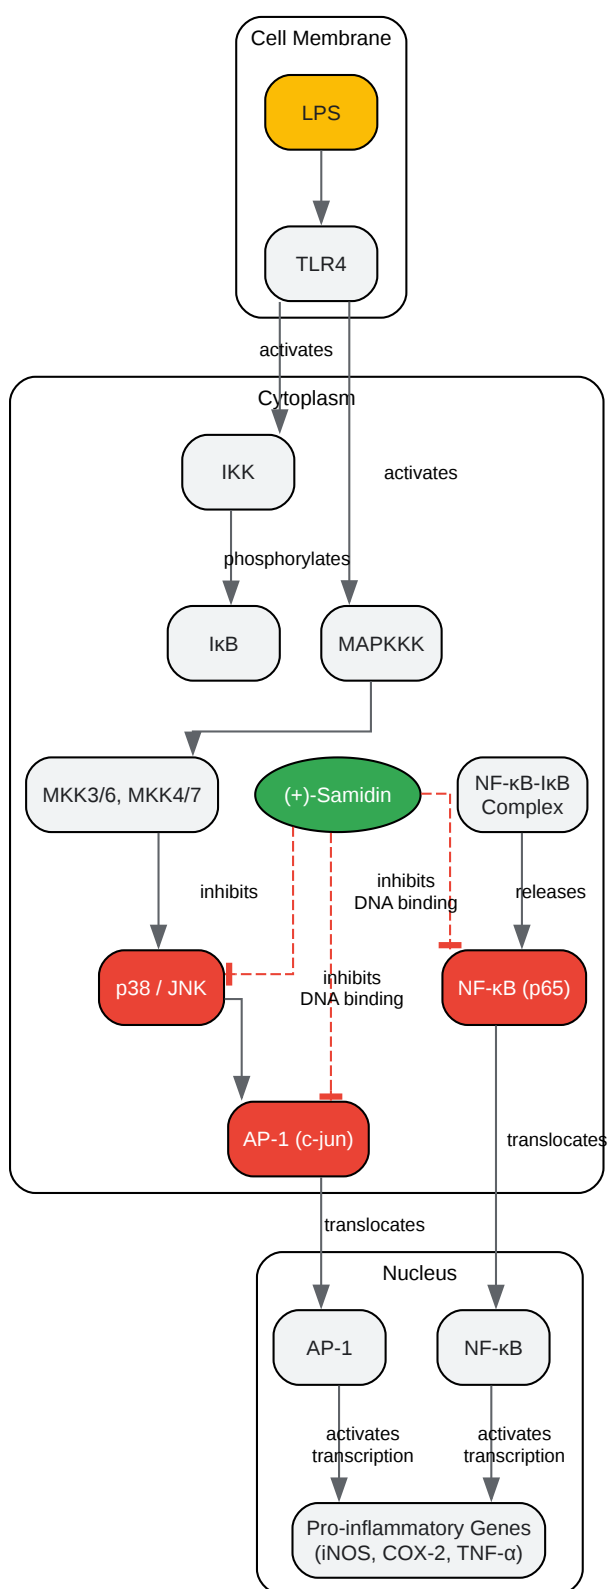 Cell Membrane
LPS
TLR4
activates
Cytoplasm
IKK
activates
phosphorylates
IκB
MAPKKK
MKK3/6, MKK4/7
(+)-Samidin
NF-κB-IκB
Complex
inhibits
inhibits
DNA binding
releases
p38 / JNK
inhibits
DNA binding
NF-κB (p65)
AP-1 (c-jun)
translocates
translocates
Nucleus
AP-1
NF-κB
activates
transcription
activates
transcription
Pro-inflammatory Genes
(iNOS, COX-2, TNF-α)